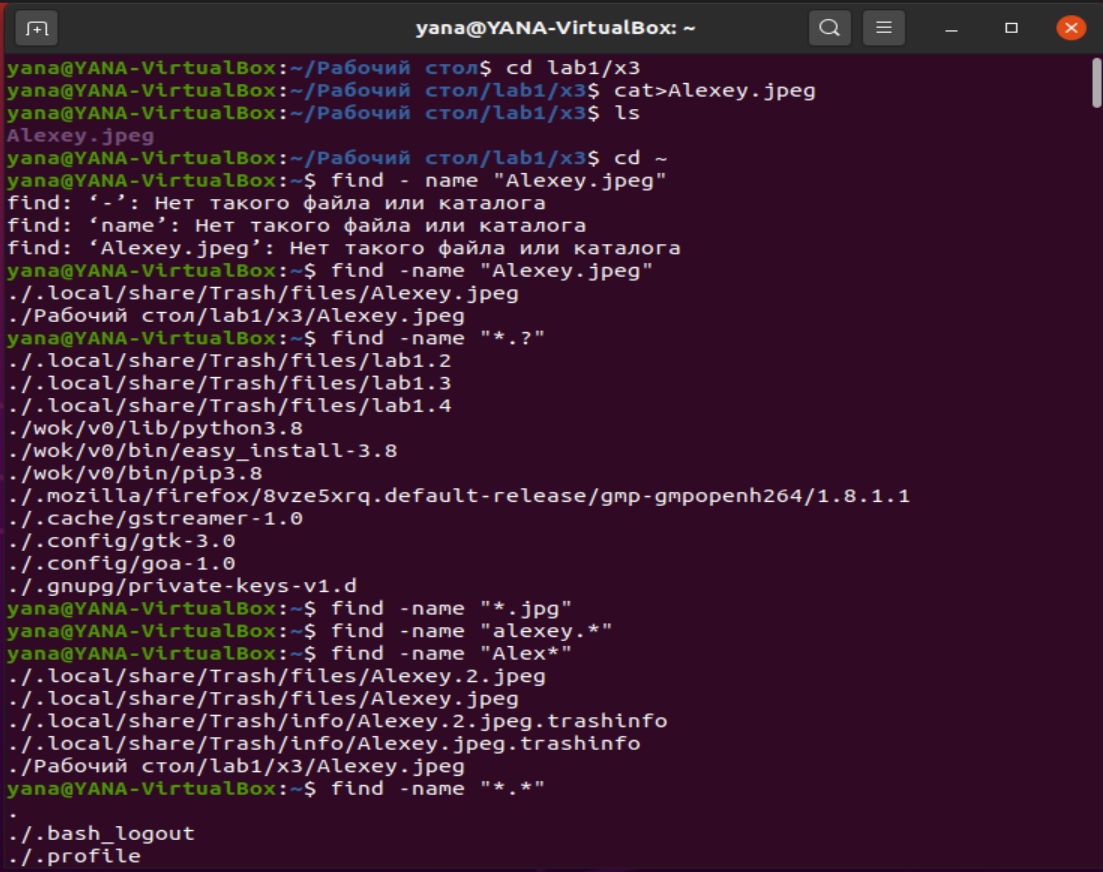 yana@YANA-VirtualBox: ~
yana@YANA-VirtualBox:~/Рабочий стол$ cd lab1/x3
yana@YANA-VirtualBox:~/Рабочий стол/lab1/x3$ cat>Alexey.jpeg
yana@YANA-VirtualBox:~/Рабочий стол/lab1/x3$ ls
Alexey.jpeg
yana@YANA-VirtualBox:~/Рабочий стол/lab1/x3$ cd ~
yana@YANA-VirtualBox:~$ find - name "Alexey.jpeg"
find: ‘-’: Нет такого файла или каталога
find: ‘name’: Нет такого файла или каталога
find: ‘Alexey.jpeg’: Нет такого файла или каталога
yana@YANA-VirtualBox:~$ find -name "Alexey.jpeg"
./.local/share/Trash/files/Alexey.jpeg
./Рабочий стол/lab1/x3/Alexey.jpeg
yana@YANA-VirtualBox:~$ find -name "*.?"
./.local/share/Trash/files/lab1.2
./.local/share/Trash/files/lab1.3
./.local/share/Trash/files/lab1.4
./wok/v0/lib/python3.8
./wok/v0/bin/easy_install-3.8
./wok/v0/bin/pip3.8
./.mozilla/firefox/8vze5xrq.default-release/gmp-gmpopenh264/1.8.1.1
./.cache/gstreamer-1.0
./.config/gtk-3.0
./.config/goa-1.0
./.gnupg/private-keys-v1.d
yana@YANA-VirtualBox:~$ find -name "*.jpg"
yana@YANA-VirtualBox:~$ find -name "alexey.*"
yana@YANA-VirtualBox:~$ find -name "Alex*"
./.local/share/Trash/files/Alexey.2.jpeg
./.local/share/Trash/files/Alexey.jpeg
./.local/share/Trash/info/Alexey.2.jpeg.trashinfo
./.local/share/Trash/info/Alexey.jpeg.trashinfo
./Рабочий стол/lab1/x3/Alexey.jpeg
yana@YANA-VirtualBox:~$ find -name "*.*"
.
./.bash_logout
./.profile